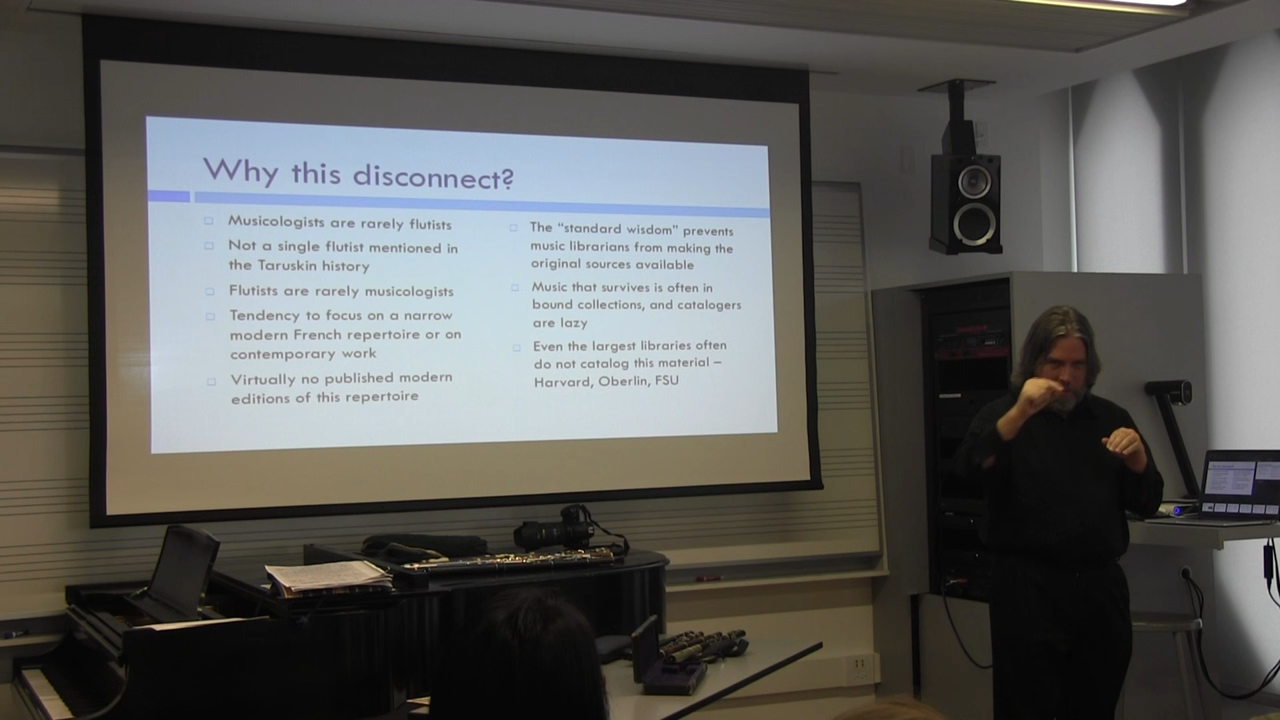 Why this disconnect?
Musicologists are rarely flutists
Not a single flutist mentioned in
the Taruskin history
Flutists are rarely musicologists
Tendency to focus on a narrow
modern French repertoire or on
contemporary work
Virtually no published modern
editions of this repertoire
The “standard wisdom” prevents
music librarians from making the
original sources available
Music that survives is often in
bound collections, and catalogers
are lazy
Even the largest libraries often
do not catalog this material –
Harvard, Oberlin, FSU